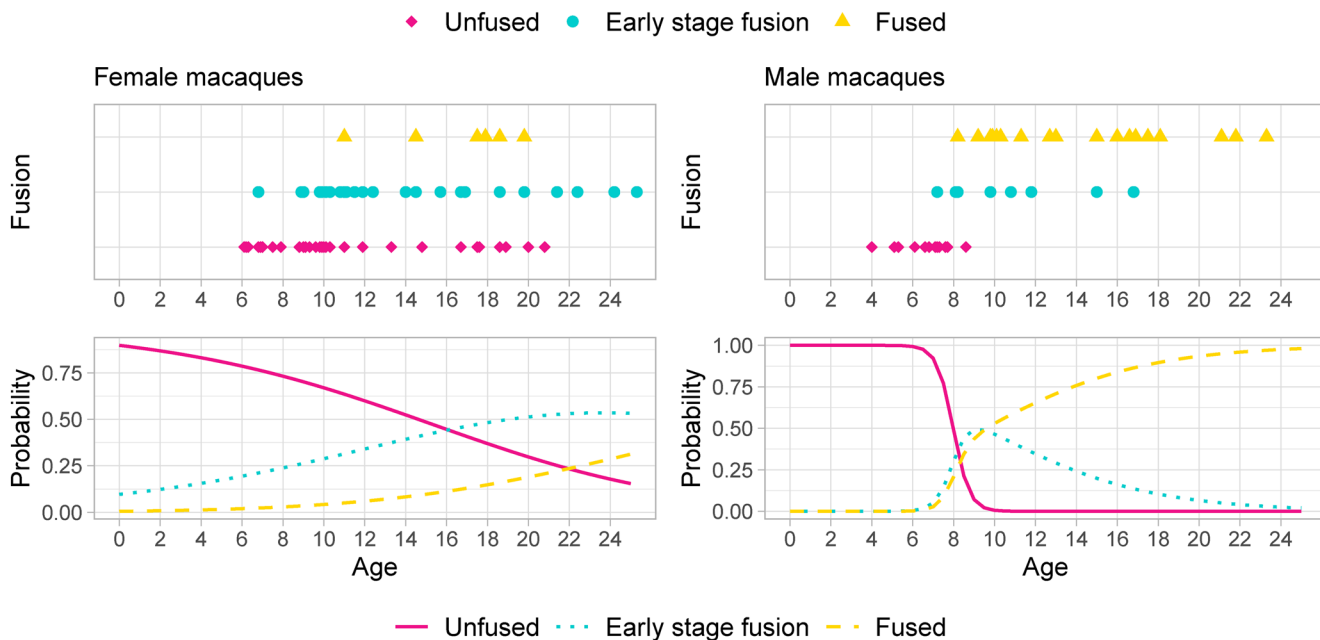 Unfused Early stage fusion Fused
Female macaques
Fusion
0 2 4 6 8 10 12 14 16 18 20 22 24
Male macaques
Fusion
0 2 4 6 8 10 12 14 16 18 20 22 24
Probability
0.75
0.50
0.25
0.00
0 2 4 6 8 10 12 14 16 18 20 22 24
Age
Probability
1.00
0.75
0.50
0.25
0.00
0 2 4 6 8 10 12 14 16 18 20 22 24
Age
Unfused Early stage fusion Fused